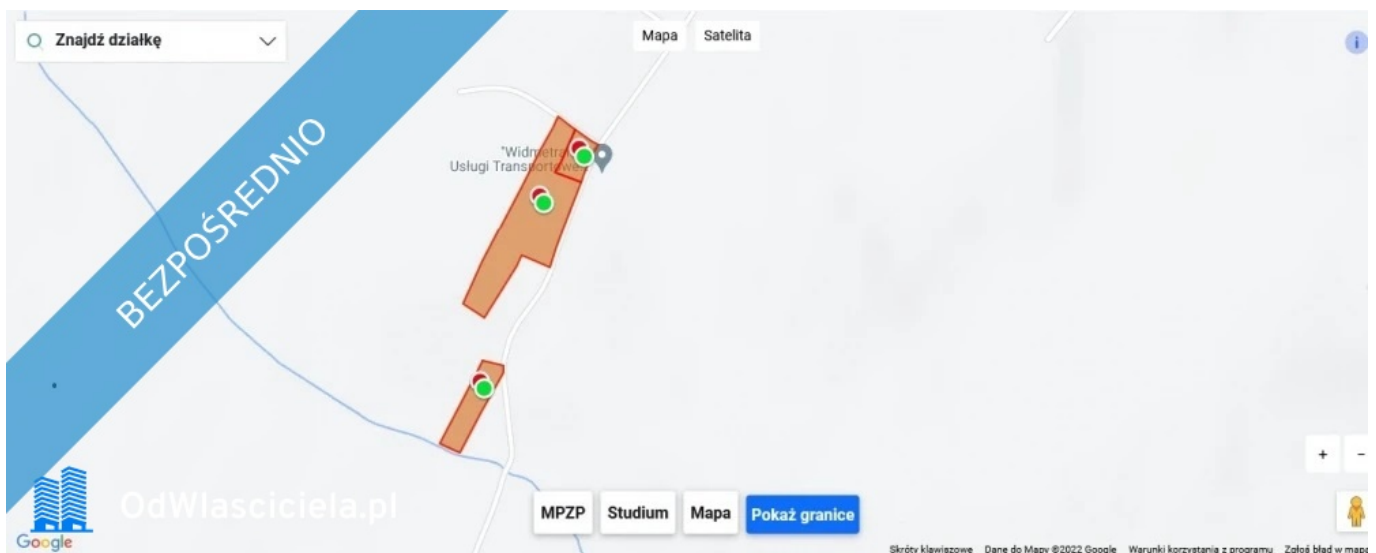 Znajdź działkę
Mapa Satelita
i
BEZPOŚREDNIO
"Widmetra
Usługi Transportowe
OdWlasciciela.pl
MPZP Studium Mapa Pokaż granice
+ −
Google
Skróty klawiszowe Dane do Mapy ©2022 Google Warunki korzystania z programu Zgłoś błąd w mapie